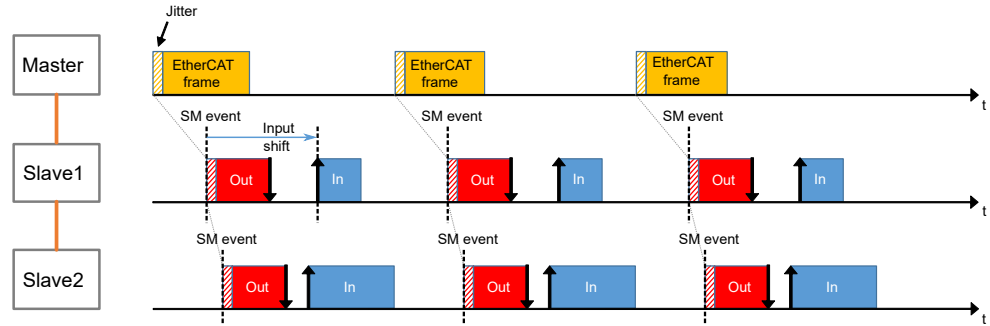 Jitter
Master
EtherCAT
frame
EtherCAT
frame
EtherCAT
frame
t
SM event
SM event
SM event
Input
shift
Slave1
Out
In
Out
In
Out
In
t
SM event
SM event
SM event
Slave2
Out
In
Out
In
Out
In
t